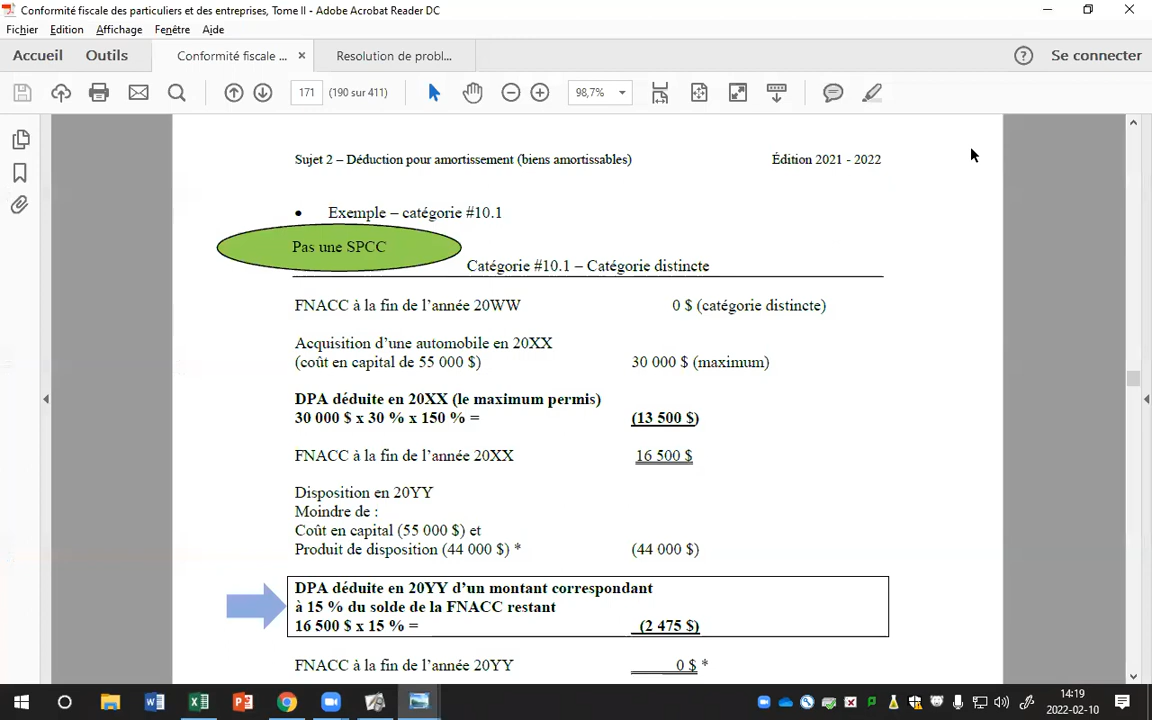 Conformité fiscale des particuliers et des entreprises, Tome II - Adobe Acrobat Reader DC
Fichier Edition Affichage Fenêtre Aide
Accueil Outils Conformité fiscale ... × Resolution de probl... ? Se connecter
171 (190 sur 411) 98,7%
Sujet 2 – Déduction pour amortissement (biens amortissables) Édition 2021 - 2022
• Exemple – catégorie #10.1
Pas une SPCC
Catégorie #10.1 – Catégorie distincte
FNACC à la fin de l’année 20WW 0 $ (catégorie distincte)
Acquisition d’une automobile en 20XX
(coût en capital de 55 000 $) 30 000 $ (maximum)
DPA déduite en 20XX (le maximum permis)
30 000 $ x 30 % x 150 % = (13 500 $)
FNACC à la fin de l’année 20XX 16 500 $
Disposition en 20YY
Moindre de :
Coût en capital (55 000 $) et
Produit de disposition (44 000 $) * (44 000 $)
DPA déduite en 20YY d’un montant correspondant
à 15 % du solde de la FNACC restant
16 500 $ x 15 % = (2 475 $)
FNACC à la fin de l’année 20YY 0 $ *
14:19
2022-02-10